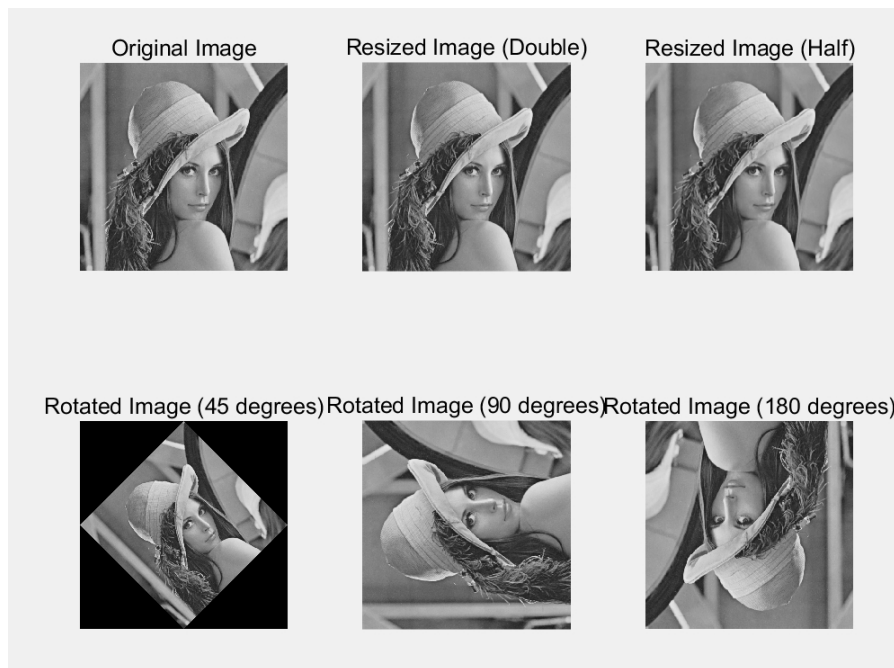 Original Image
Resized Image (Double)
Resized Image (Half)
Rotated Image (45 degrees)
Rotated Image (90 degrees)
Rotated Image (180 degrees)